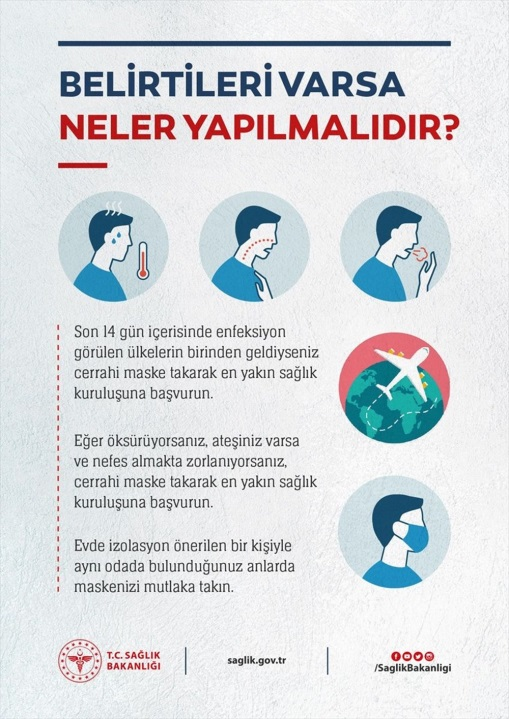 BELİRTİLERİ VARSA
NELER YAPILMALIDIR?
Son 14 gün içerisinde enfeksiyon
görülen ülkelerin birinden geldiyseniz
cerrahi maske takarak en yakın sağlık
kuruluşuna başvurun.
Eğer öksürüyorsanız, ateşiniz varsa
ve nefes almakta zorlanıyorsanız,
cerrahi maske takarak en yakın sağlık
kuruluşuna başvurun.
Evde izolasyon önerilen bir kişiyle
aynı odada bulunduğunuz anlarda
maskenizi mutlaka takın.
T.C. SAĞLIK
BAKANLIĞI
saglik.gov.tr
/SaglikBakanligi